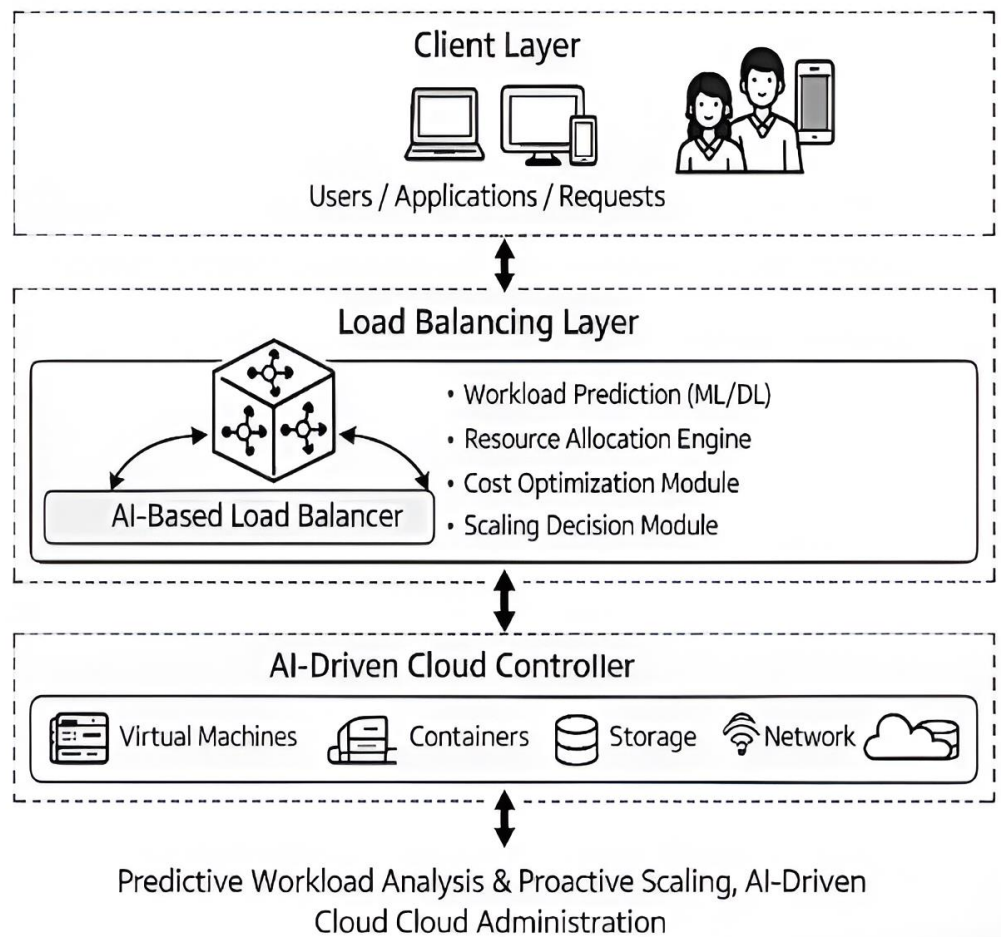 Client Layer
Users / Applications / Requests
Load Balancing Layer
• Workload Prediction (ML/DL)
• Resource Allocation Engine
• Cost Optimization Module
• Scaling Decision Module
AI-Based Load Balancer
AI-Driven Cloud Controller
Virtual Machines
Containers
Storage
Network
Predictive Workload Analysis & Proactive Scaling, AI-Driven
Cloud Cloud Administration